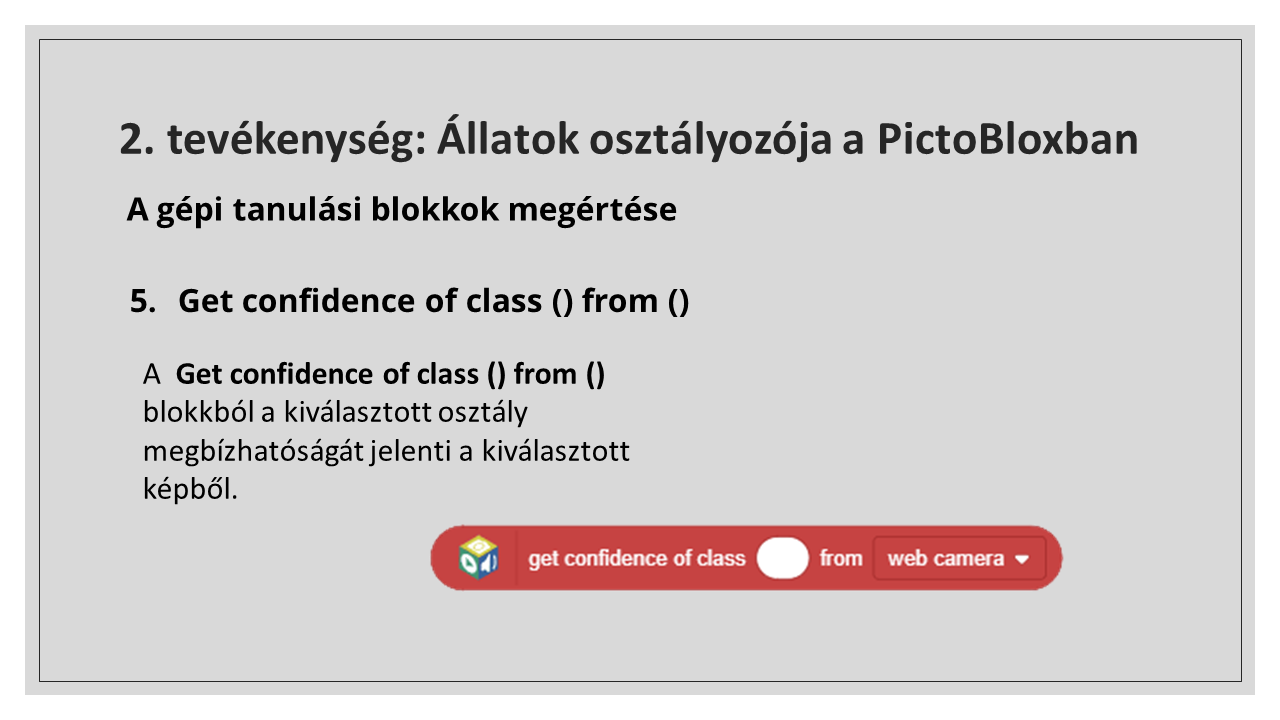 2. tevékenység: Állatok osztályozója a PictoBloxban
A gépi tanulási blokkok megértése
5. Get confidence of class () from ()
A Get confidence of class () from ()
blokkból a kiválasztott osztály
megbízhatóságát jelenti a kiválasztott
képből.
get confidence of class from web camera